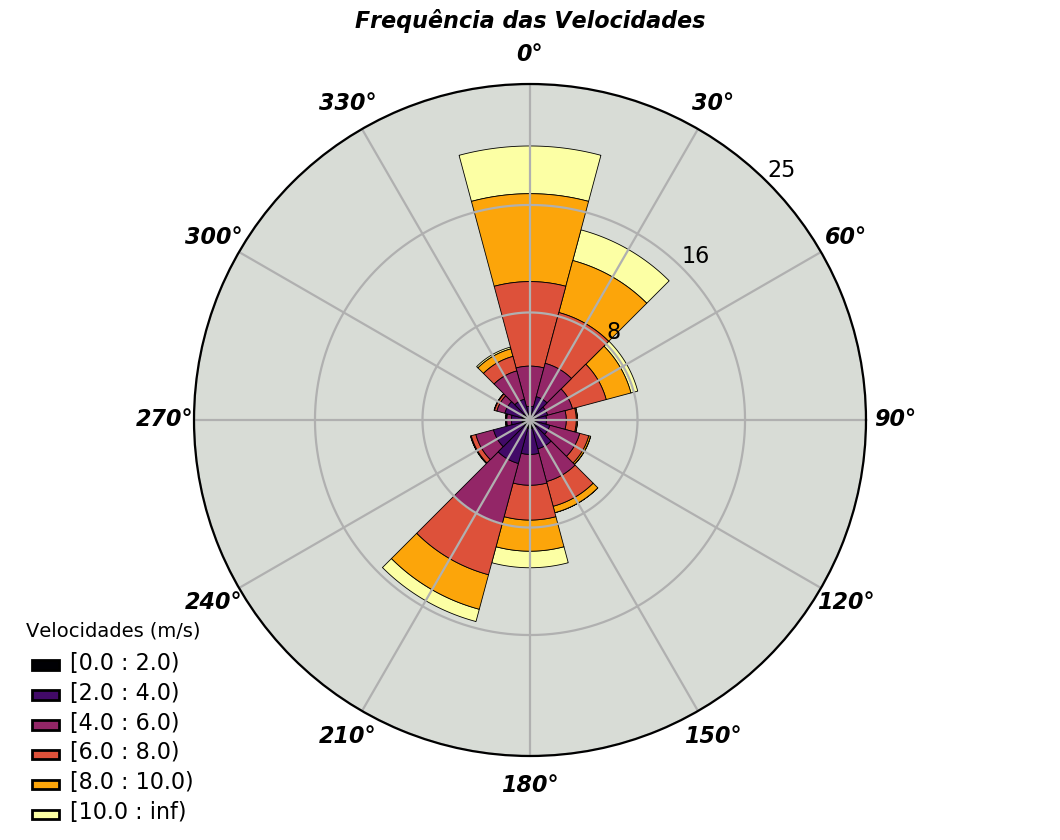 Frequência das Velocidades
0°
330°
30°
25
300°
60°
16
8
270°
90°
240°
120°
210°
150°
180°
Velocidades (m/s)
[0.0 : 2.0)
[2.0 : 4.0)
[4.0 : 6.0)
[6.0 : 8.0)
[8.0 : 10.0)
[10.0 : inf)